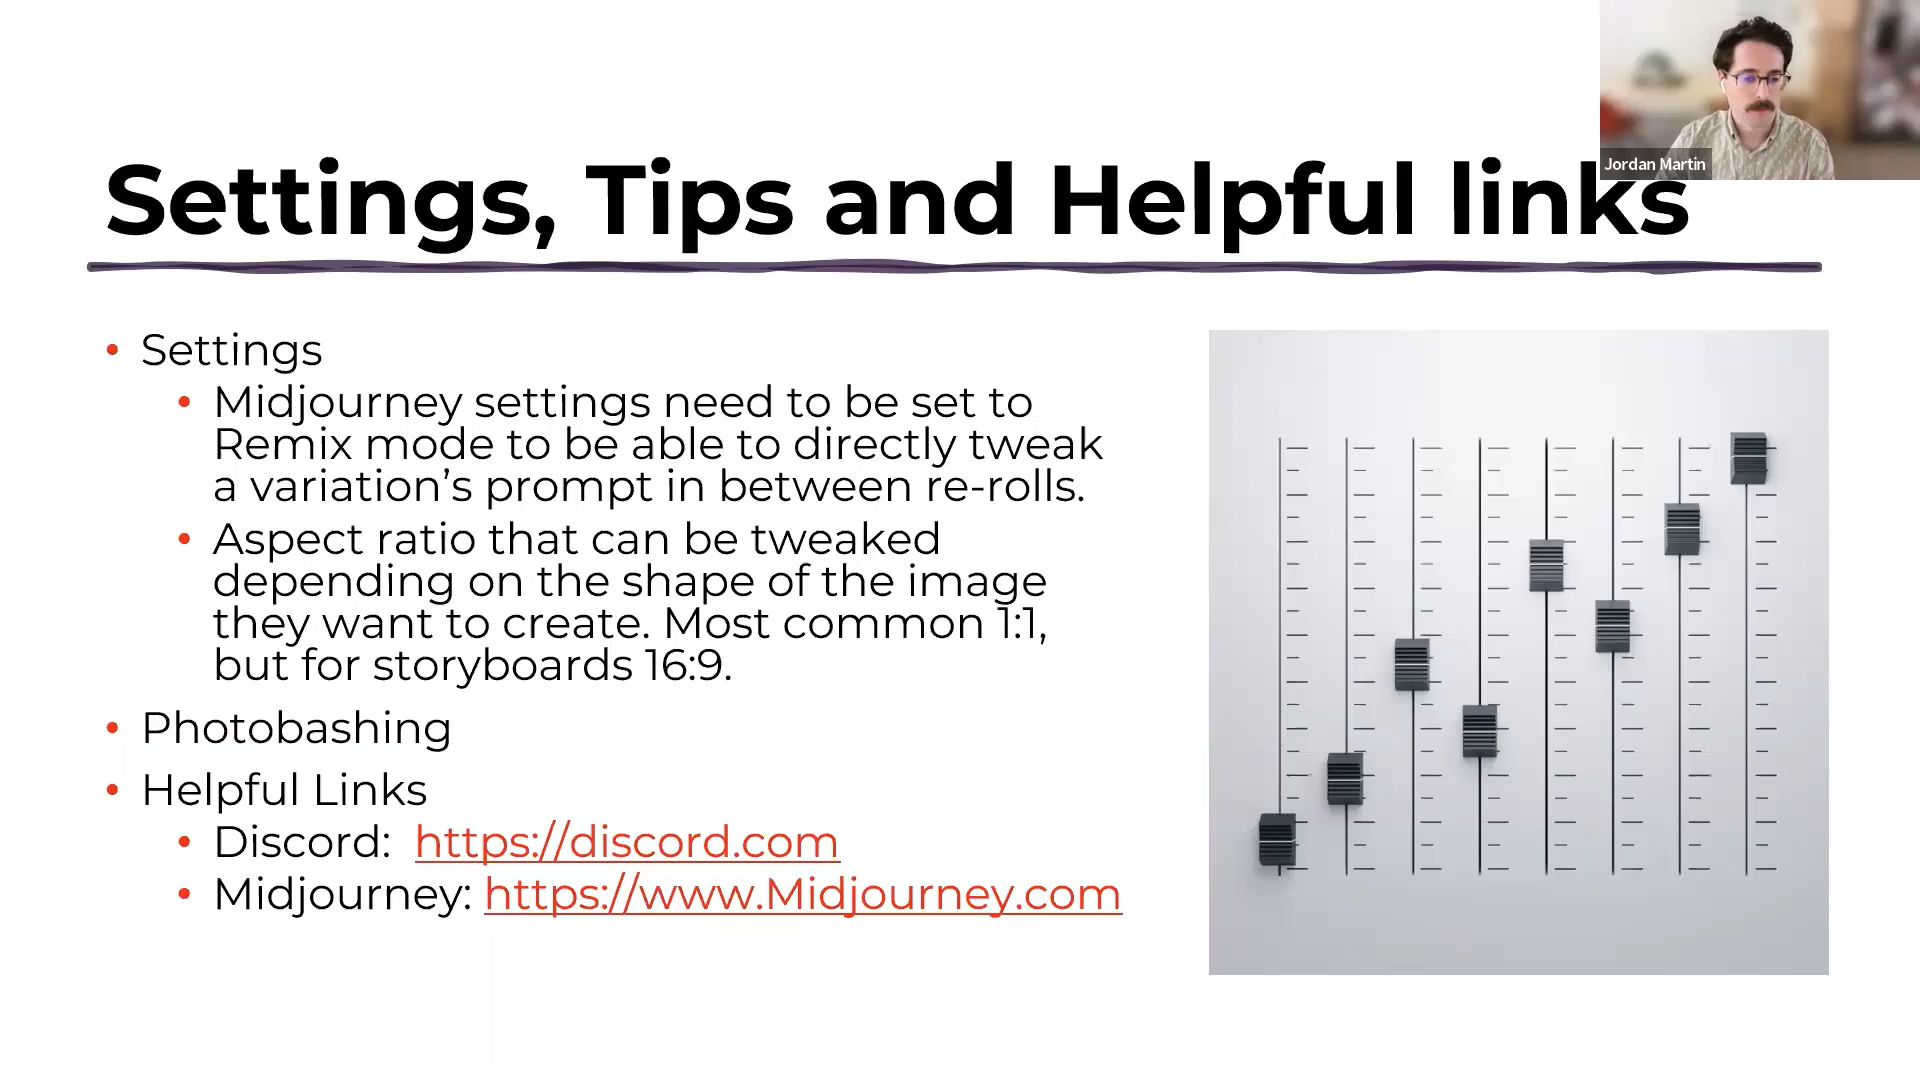 Jordan Martin
Settings, Tips and Helpful links
• Settings
• Midjourney settings need to be set to
Remix mode to be able to directly tweak
a variation’s prompt in between re-rolls.
• Aspect ratio that can be tweaked
depending on the shape of the image
they want to create. Most common 1:1,
but for storyboards 16:9.
• Photobashing
• Helpful Links
• Discord: https://discord.com
• Midjourney: https://www.Midjourney.com